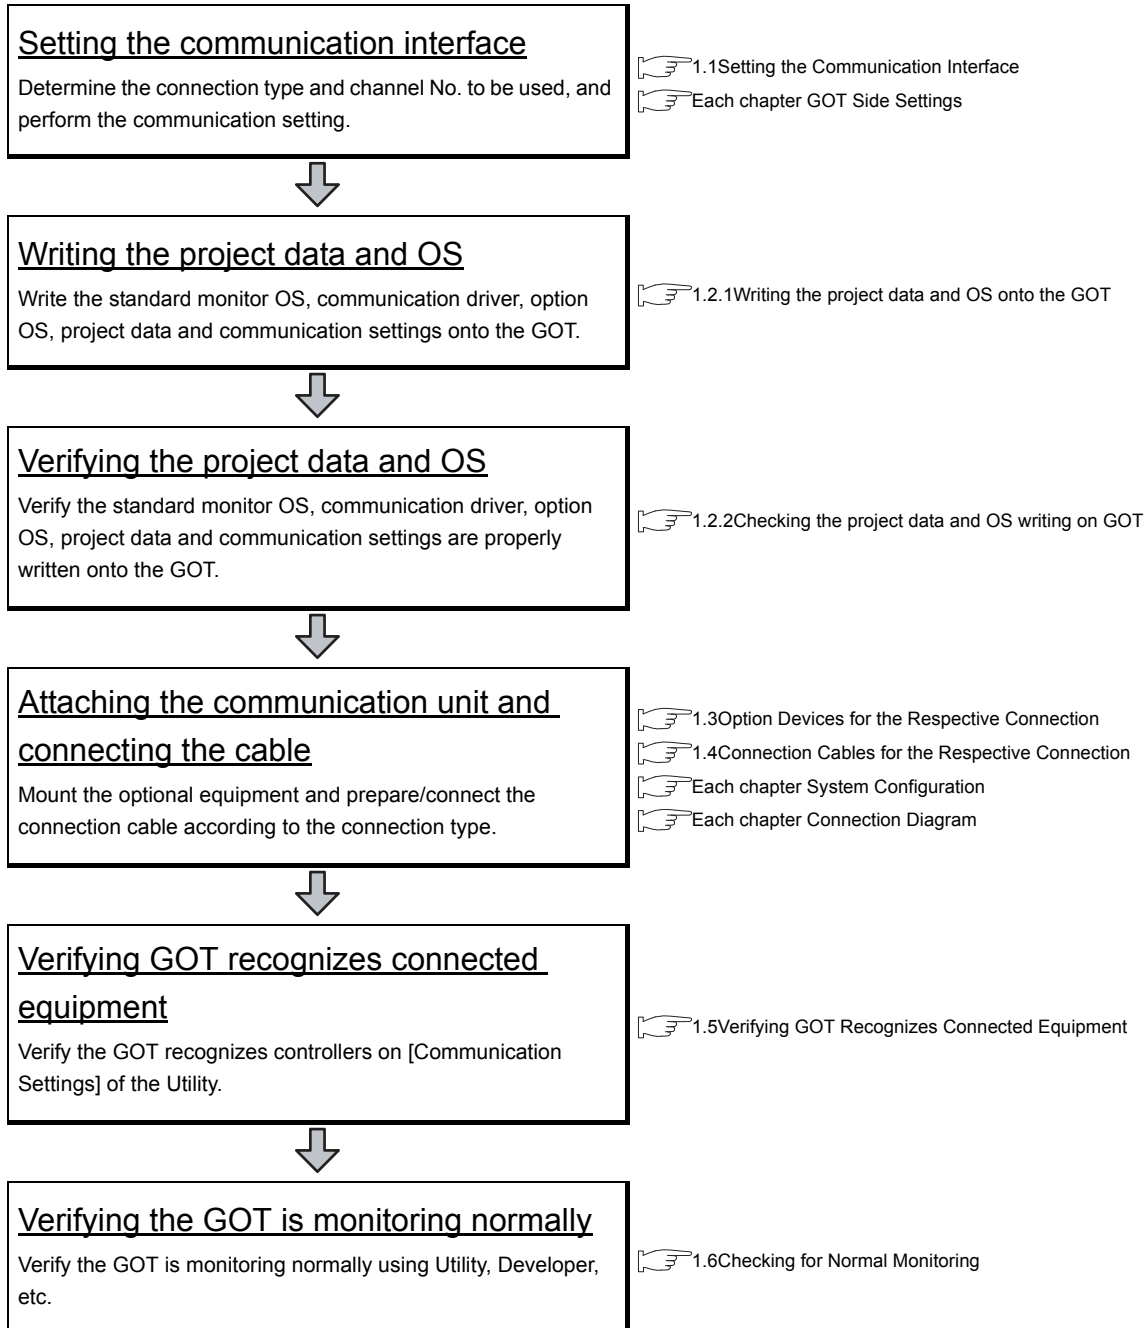 Setting the communication interface
Determine the connection type and channel No. to be used, and
perform the communication setting.
1.1Setting the Communication Interface
Each chapter GOT Side Settings
Writing the project data and OS
Write the standard monitor OS, communication driver, option
OS, project data and communication settings onto the GOT.
1.2.1Writing the project data and OS onto the GOT
Verifying the project data and OS
Verify the standard monitor OS, communication driver, option
OS, project data and communication settings are properly
written onto the GOT.
1.2.2Checking the project data and OS writing on GOT
Attaching the communication unit and
connecting the cable
Mount the optional equipment and prepare/connect the
connection cable according to the connection type.
1.3Option Devices for the Respective Connection
1.4Connection Cables for the Respective Connection
Each chapter System Configuration
Each chapter Connection Diagram
Verifying GOT recognizes connected
equipment
Verify the GOT recognizes controllers on [Communication
Settings] of the Utility.
1.5Verifying GOT Recognizes Connected Equipment
Verifying the GOT is monitoring normally
Verify the GOT is monitoring normally using Utility, Developer,
etc.
1.6Checking for Normal Monitoring